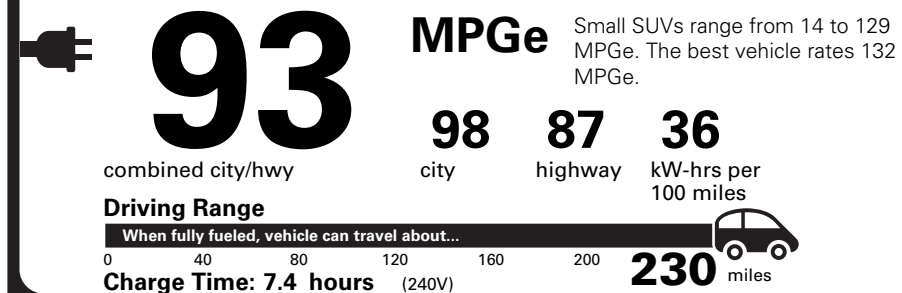 93
MPGe
Small SUVs range from 14 to 129
MPGe. The best vehicle rates 132
MPGe.
98 87 36
combined city/hwy city highway kW-hrs per
100 miles
Driving Range
When fully fueled, vehicle can travel about...
0 40 80 120 160 200 230 miles
Charge Time: 7.4 hours (240V)